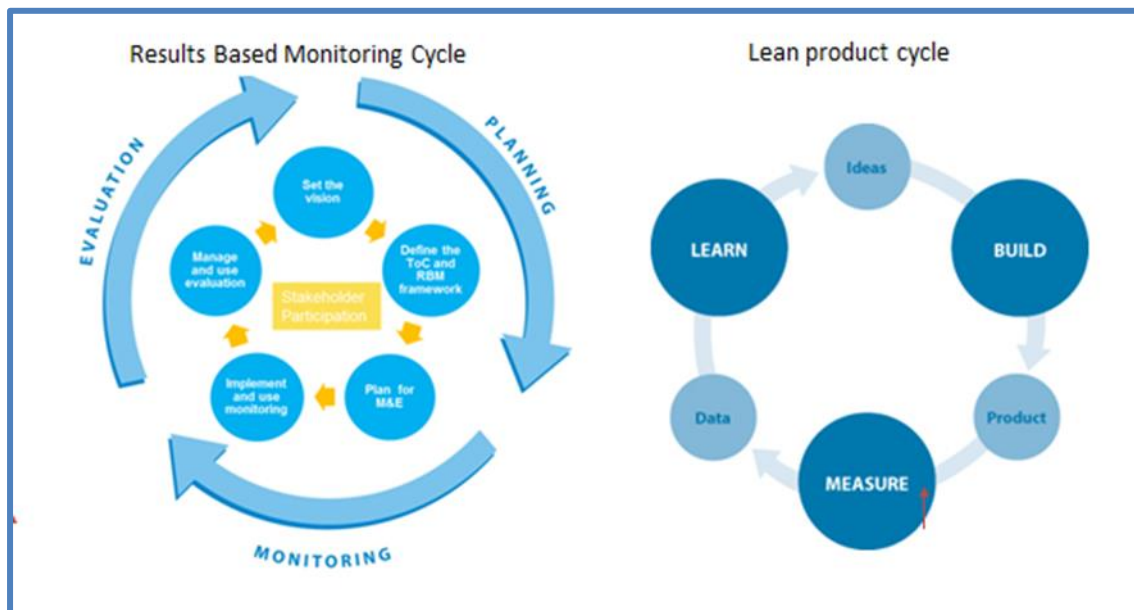 Results Based Monitoring Cycle
Lean product cycle
EVALUATION
PLANNING
MONITORING
Set the
vision
Define the
ToC and
RBM
framework
Plan for
M&E
Implement
and use
monitoring
Manage
and use
evaluation
Stakeholder
Participation
Ideas
BUILD
Product
MEASURE
Data
LEARN